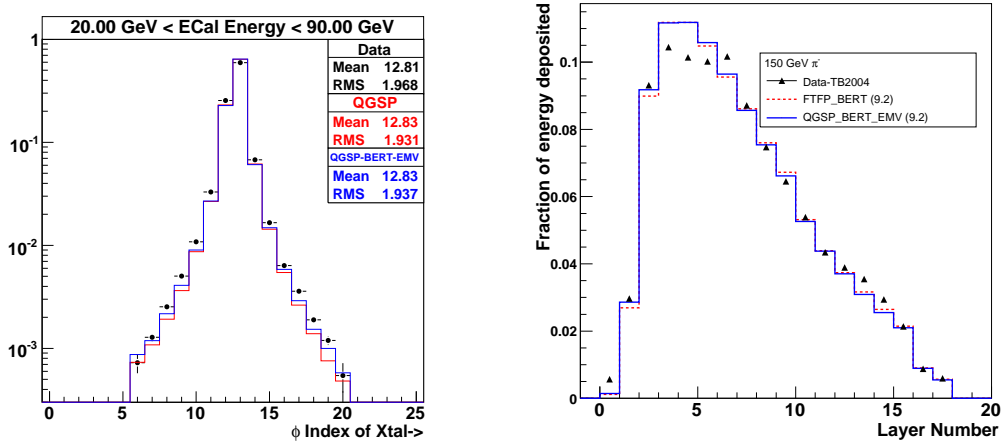 20.00 GeV < ECal Energy < 90.00 GeV
Data
Mean 12.81
RMS 1.968
QGSP
Mean 12.83
RMS 1.931
QGSP-BERT-EMV
Mean 12.83
RMS 1.937
1
10-1
10-2
10-3
0 5 10 15 20 25
ϕ Index of Xtal->
Fraction of energy deposited
0.1
0.08
0.06
0.04
0.02
0
150 GeV π-
Data-TB2004
FTFP_BERT (9.2)
QGSP_BERT_EMV (9.2)
0 5 10 15 20
Layer Number